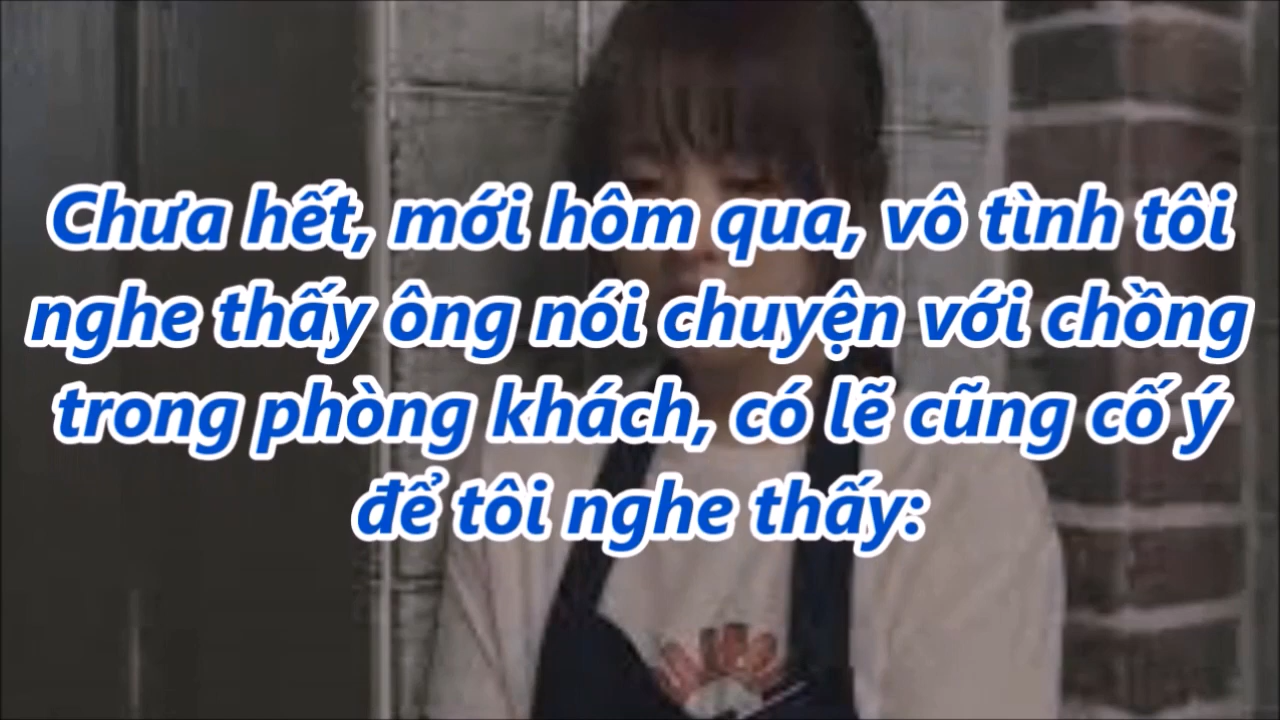 Chưa hết, mới hôm qua, vô tình tôi
nghe thấy ông nói chuyện với chồng
trong phòng khách, có lẽ cũng cố ý
để tôi nghe thấy: